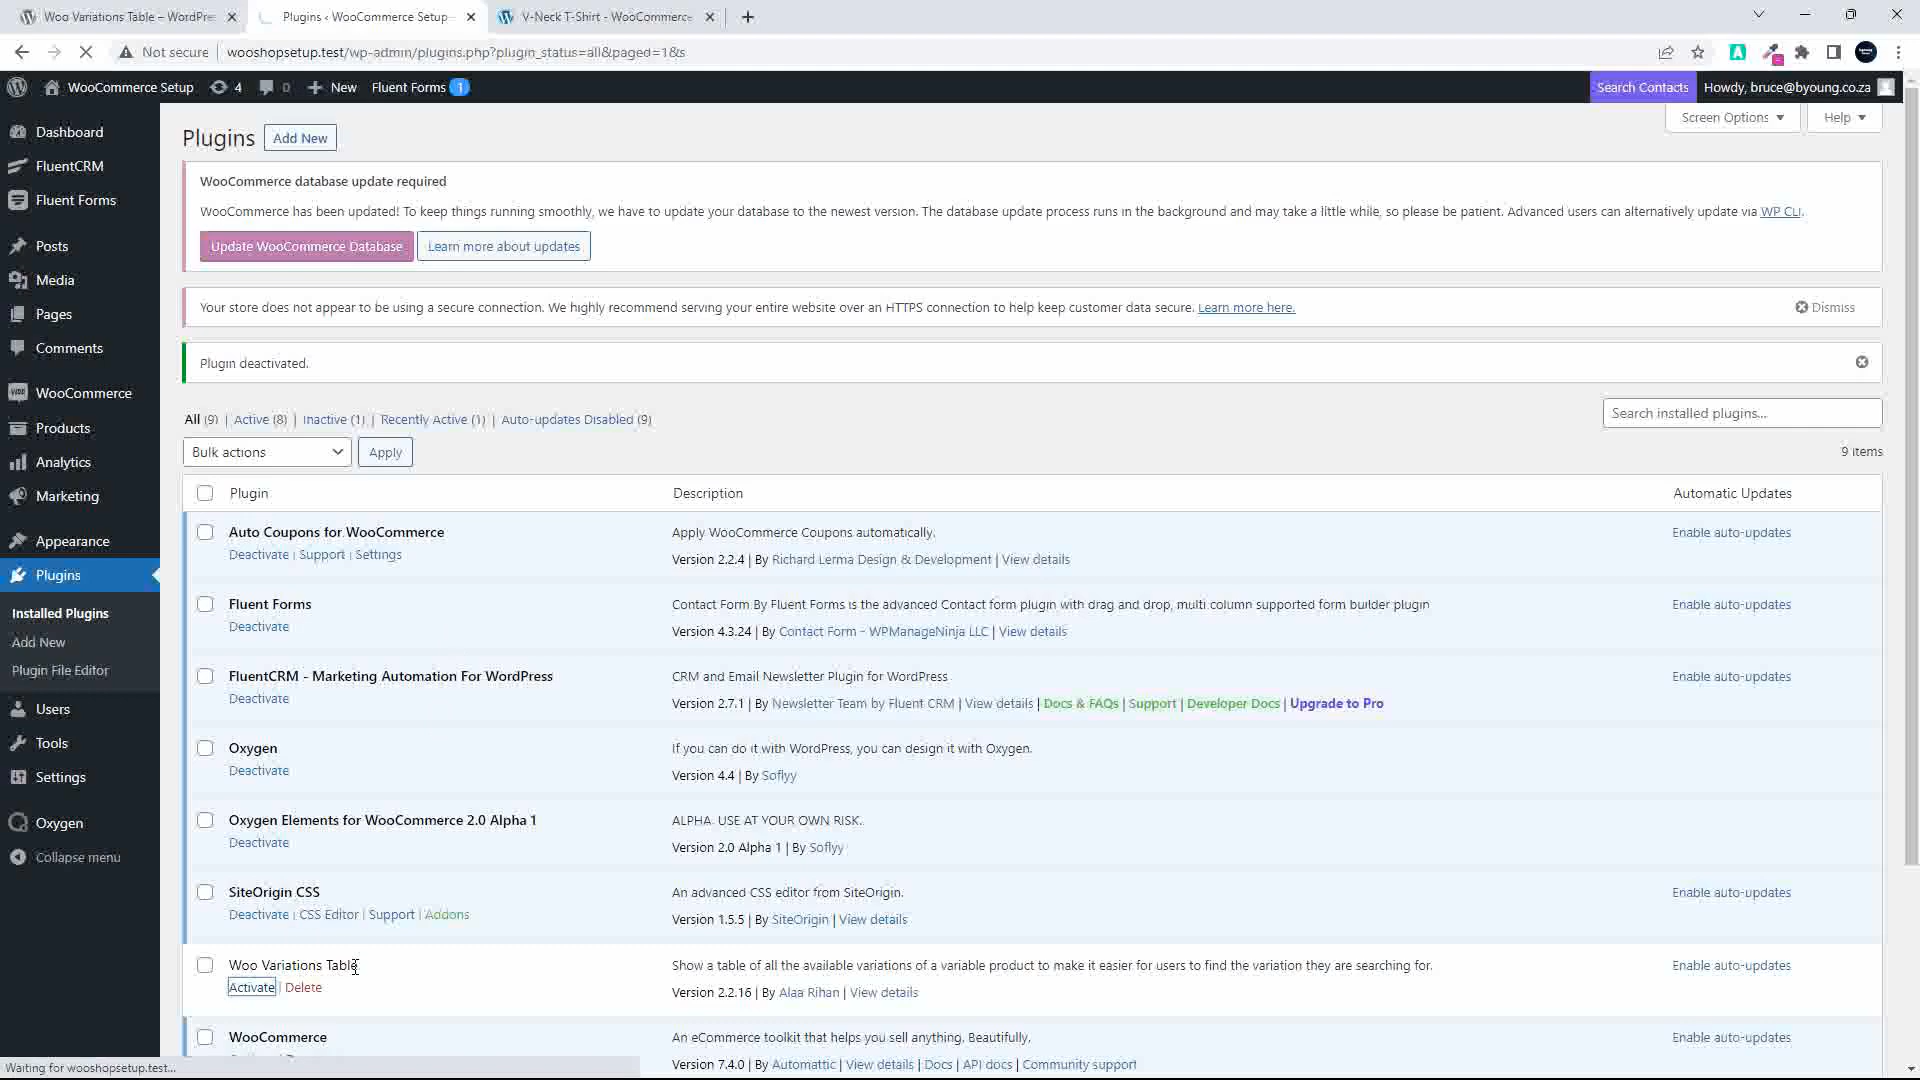 Woo Variations Table – WordPre
Plugins ‹ WooCommerce Setup
V-Neck T-Shirt - WooCommerce
Not secure
wooshopsetup.test/wp-admin/plugins.php?plugin_status=all&paged=1&s
WooCommerce Setup
4
0
New
Fluent Forms 1
Search Contacts
Howdy, bruce@byoung.co.za
Dashboard
FluentCRM
Fluent Forms
Posts
Media
Pages
Comments
WooCommerce
Products
Analytics
Marketing
Appearance
Plugins
Installed Plugins
Add New
Plugin File Editor
Users
Tools
Settings
Oxygen
Collapse menu
Screen Options
Help
Plugins
Add New
WooCommerce database update required
WooCommerce has been updated! To keep things running smoothly, we have to update your database to the newest version. The database update process runs in the background and may take a little while, so please be patient. Advanced users can alternatively update via WP CLI.
Update WooCommerce Database
Learn more about updates
Your store does not appear to be using a secure connection. We highly recommend serving your entire website over an HTTPS connection to help keep customer data secure. Learn more here.
Dismiss
Plugin deactivated.
All (9) | Active (8) | Inactive (1) | Recently Active (1) | Auto-updates Disabled (9)
Search installed plugins...
Bulk actions
Apply
9 items
Plugin
Description
Automatic Updates
Auto Coupons for WooCommerce
Deactivate | Support | Settings
Apply WooCommerce Coupons automatically.
Version 2.2.4 | By Richard Lerma Design & Development | View details
Enable auto-updates
Fluent Forms
Deactivate
Contact Form By Fluent Forms is the advanced Contact form plugin with drag and drop, multi column supported form builder plugin
Version 4.3.24 | By Contact Form - WPManageNinja LLC | View details
Enable auto-updates
FluentCRM - Marketing Automation For WordPress
Deactivate
CRM and Email Newsletter Plugin for WordPress
Version 2.7.1 | By Newsletter Team by Fluent CRM | View details | Docs & FAQs | Support | Developer Docs | Upgrade to Pro
Enable auto-updates
Oxygen
Deactivate
If you can do it with WordPress, you can design it with Oxygen.
Version 4.4 | By Soflyy
Oxygen Elements for WooCommerce 2.0 Alpha 1
Deactivate
ALPHA. USE AT YOUR OWN RISK.
Version 2.0 Alpha 1 | By Soflyy
SiteOrigin CSS
Deactivate | CSS Editor | Support | Addons
An advanced CSS editor from SiteOrigin.
Version 1.5.5 | By SiteOrigin | View details
Enable auto-updates
Woo Variations Table
Activate | Delete
Show a table of all the available variations of a variable product to make it easier for users to find the variation they are searching for.
Version 2.2.16 | By Alaa Rihan | View details
Enable auto-updates
WooCommerce
An eCommerce toolkit that helps you sell anything. Beautifully.
Version 7.4.0 | By Automattic | View details | Docs | API docs | Community support
Enable auto-updates
Waiting for wooshopsetup.test...